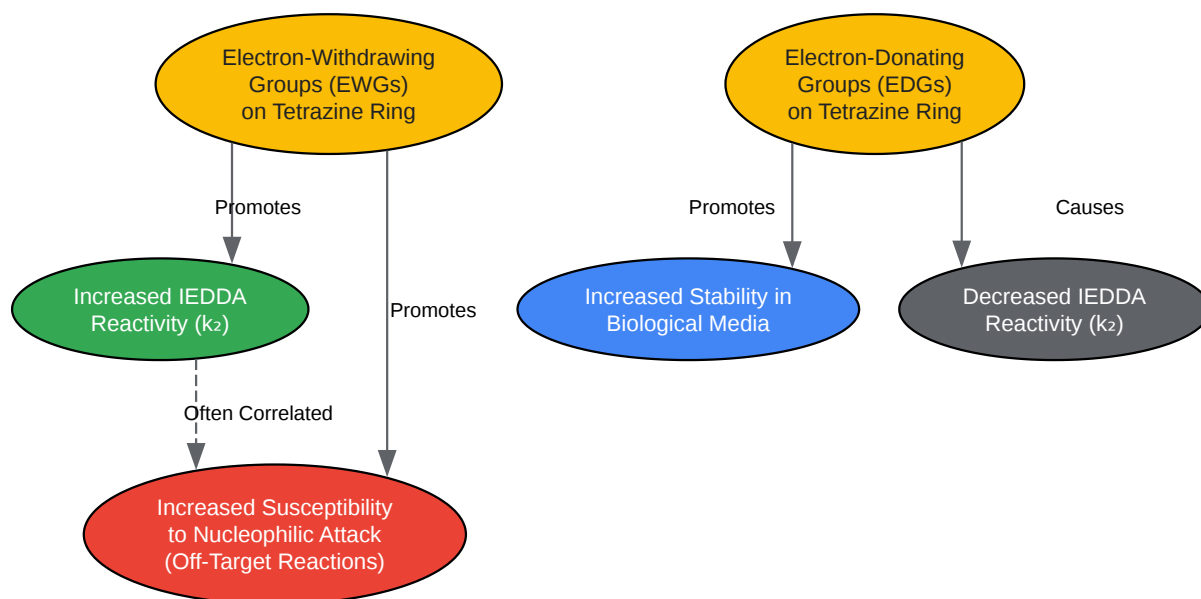 Electron-Withdrawing
Groups (EWGs)
on Tetrazine Ring
Electron-Donating
Groups (EDGs)
on Tetrazine Ring
Promotes
Promotes
Causes
Increased IEDDA
Reactivity (k₂)
Promotes
Increased Stability in
Biological Media
Decreased IEDDA
Reactivity (k₂)
Often Correlated
Increased Susceptibility
to Nucleophilic Attack
(Off-Target Reactions)